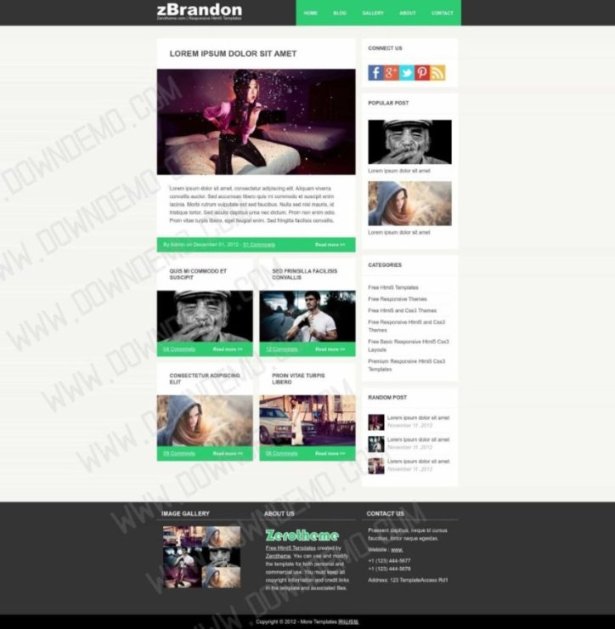 zBrandon
Zerotheme.com | Responsive Html5 Templates
HOME
BLOG
GALLERY
ABOUT
CONTACT
LOREM IPSUM DOLOR SIT AMET
Lorem ipsum dolor sit amet, consectetur adipiscing elit. Aliquam viverra
convallis auctor. Sed accumsan libero quis mi commodo et suscipit enim
lacinia. Morbi rutrum vulputate est sed faucibus. Nulla sed nisl mauris, id
tristique tortor. Sed iaculis dapibus urna nec dictum. Proin non enim odio.
Proin vitae turpis libero, eget feugiat enim. Sed fringilla facilisis convallis.
By Admin on December 01, 2012 - 01 Comments
Read more >>
QUIS MI COMMODO ET
SUSCIPIT
Comments
Read more >>
SED FRINGILLA FACILISIS
CONVALLIS
12 Comments
Read more >>
CONSECTETUR ADIPISCING
ELIT
Comments
Read more >>
PROIN VITAE TURPIS
LIBERO
Comments
Read more >>
CONNECT US
POPULAR POST
Lorem ipsum dolor sit amet
Lorem ipsum dolor sit amet
CATEGORIES
Free Html5 Templates
Free Responsive Themes
Free Html5 and Css3 Themes
Free Responsive Html5 and Css3
Themes
Free Basic Responsive Html5 Css3
Layouts
Premium Responsive Html5 Css3
Templates
RANDOM POST
Lorem ipsum dolor sit amet
November 11, 2012
Lorem ipsum dolor sit amet
November 11, 2012
Lorem ipsum dolor sit amet
November 11, 2012
IMAGE GALLERY
ABOUT US
Zerotheme
Free Html5 Templates created by
Zerotheme. You can use and modify
the template for both personal and
commercial use. You must keep all
copyright information and credit links
in the template and associated files.
CONTACT US
Praesent dapibus, neque id cursus
faucibus, tortor neque egestas.
Website : www.
+1 (123) 444-5677
+1 (123) 444-5678
Address: 123 TemplateAccess Rd1
Copyright © 2012 - More Templates 网站模板
WWW.DOWNDEMO.COM